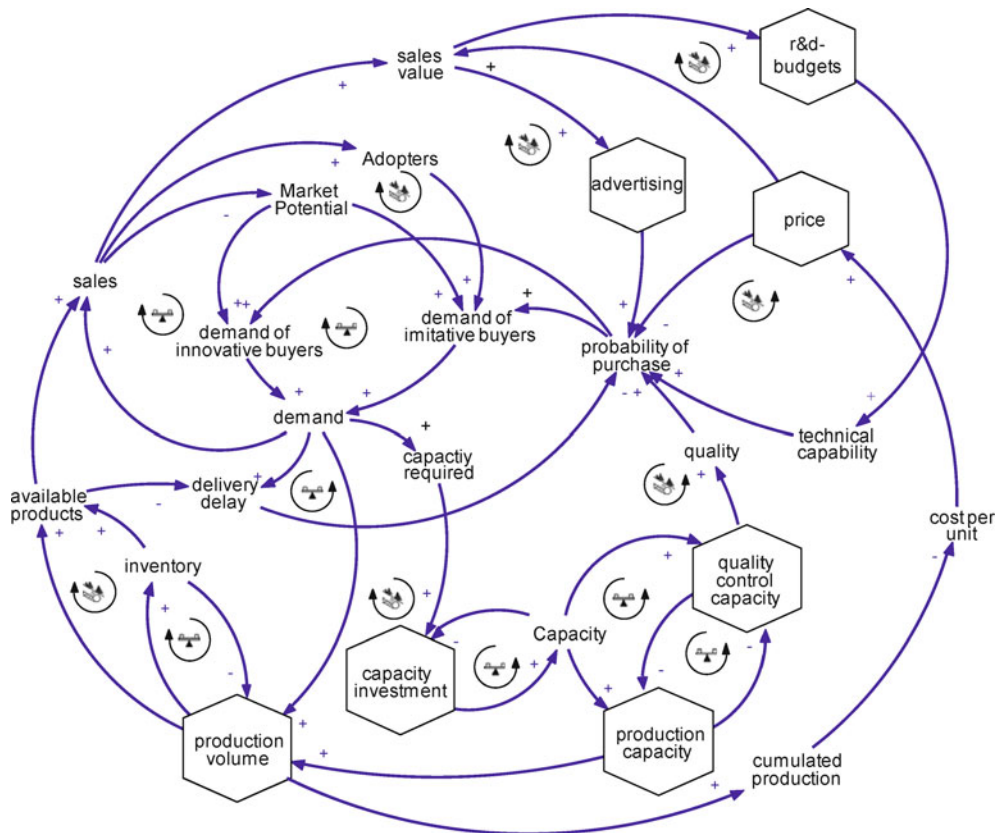 sales
value
r&d-
budgets
Adopters
Market
Potential
advertising
price
sales
demand of
innovative buyers
demand of
imitative buyers
probability of
purchase
demand
capactiy
required
quality
technical
capability
available
products
delivery
delay
inventory
cost per
unit
quality
control
capacity
Capacity
capacity
investment
production
volume
production
capacity
cumulated
production